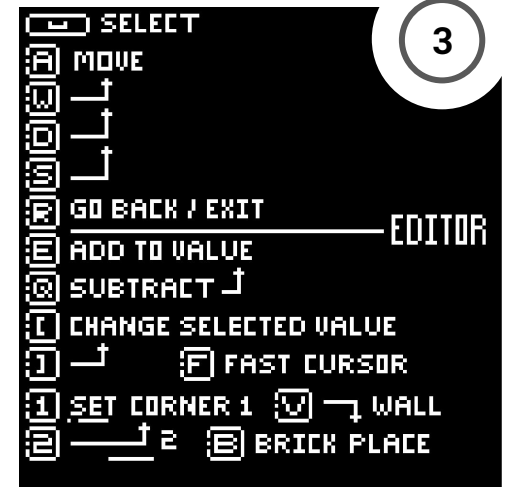 SELECT
3
A MOVE
W
D
S
R GO BACK / EXIT
EDITOR
E ADD TO VALUE
Q SUBTRACT
[ CHANGE SELECTED VALUE
] F FAST CURSOR
1 SET CORNER 1 V WALL
2 2 B BRICK PLACE